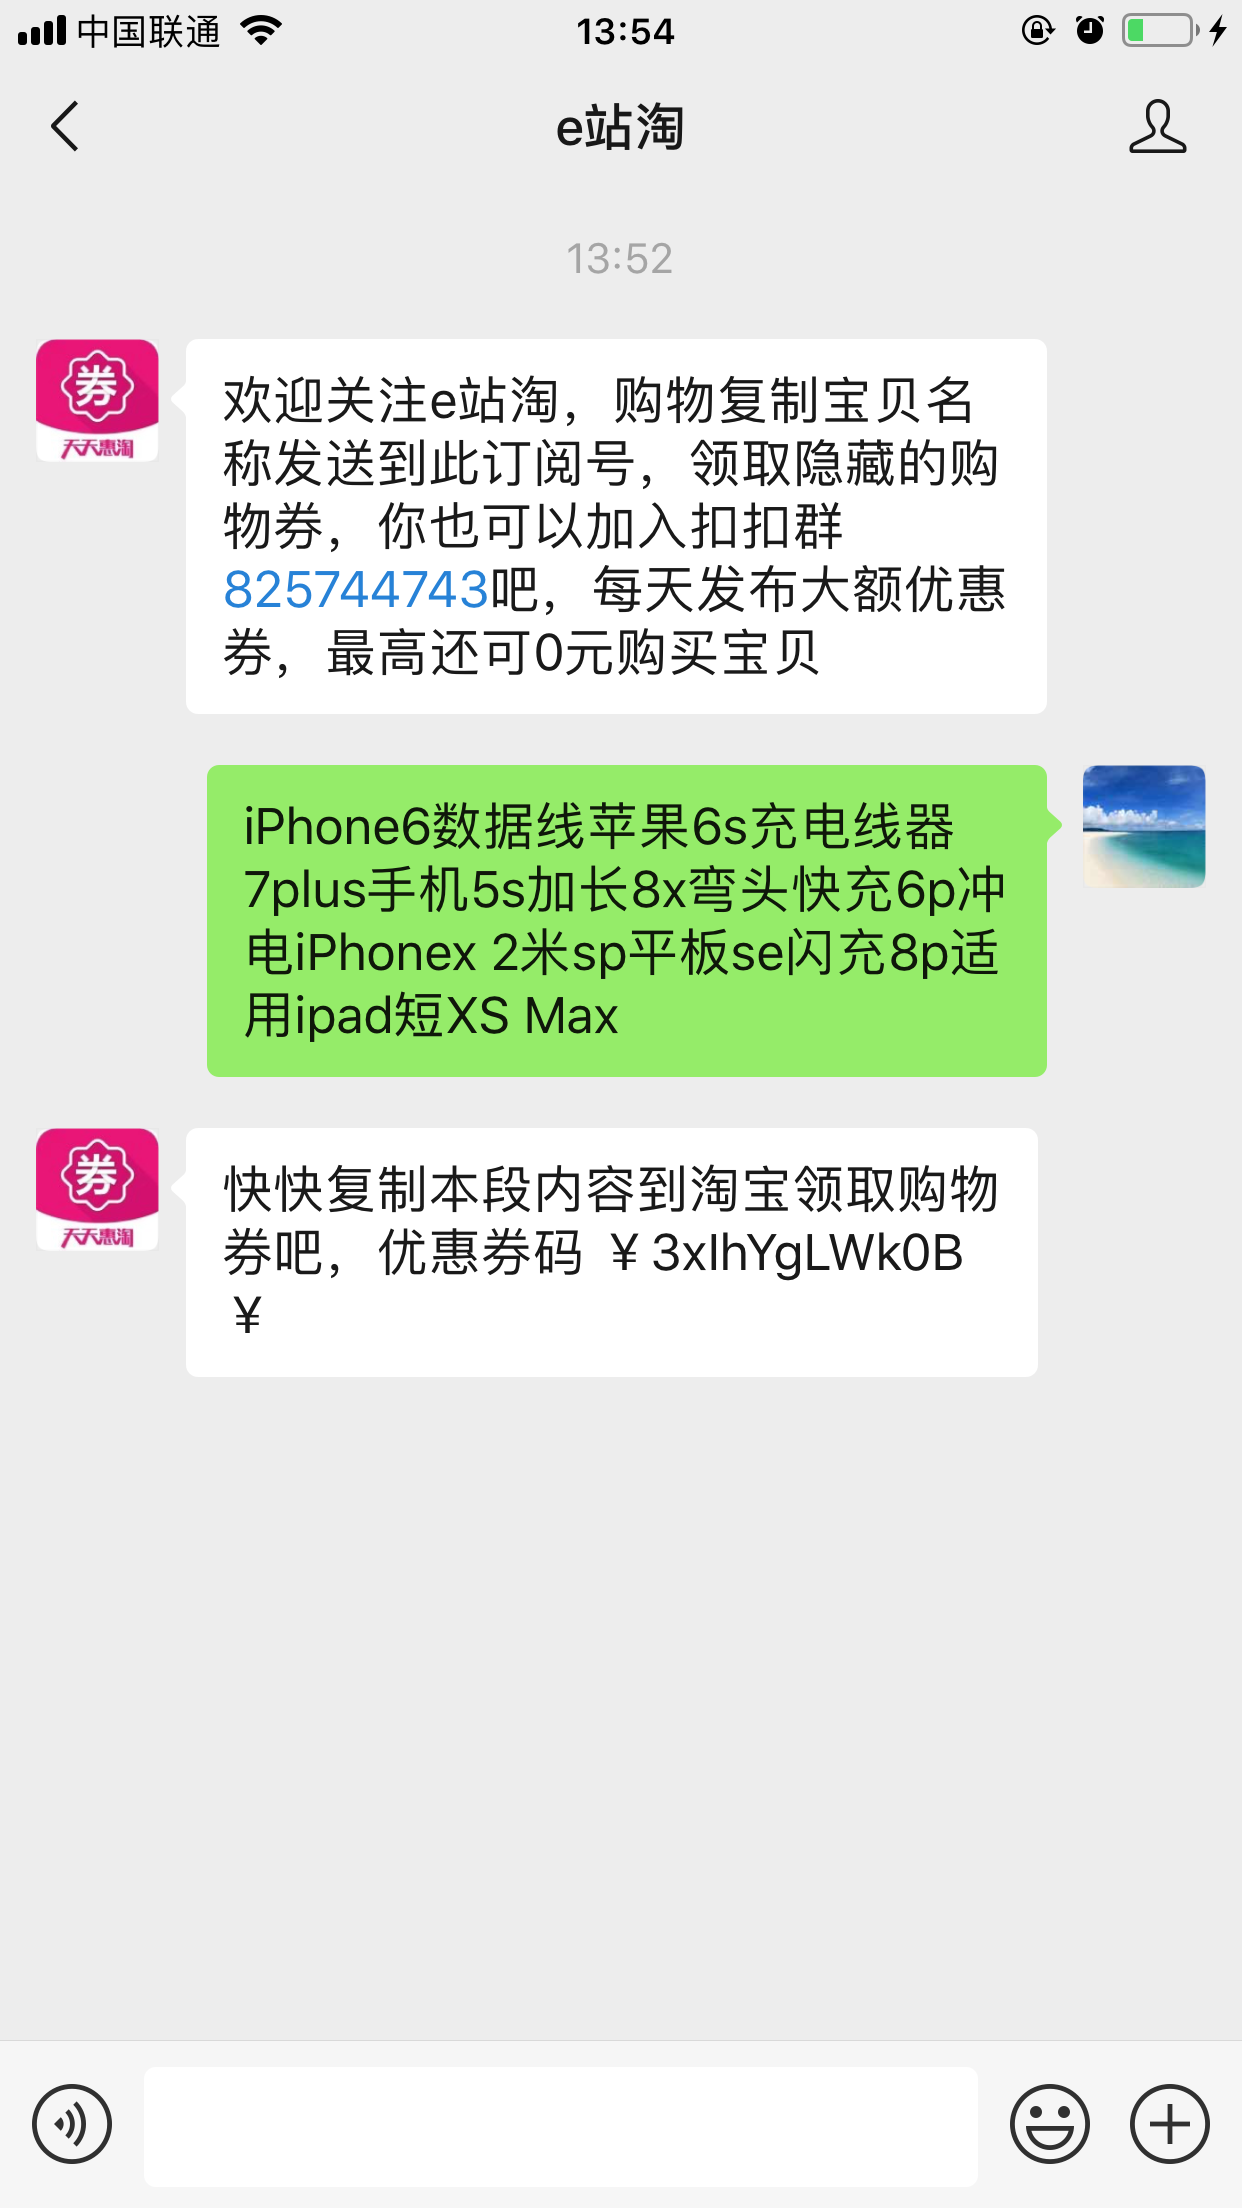 中国联通
13:54
e站淘
13:52
券
天天惠淘
欢迎关注e站淘，购物复制宝贝名
称发送到此订阅号，领取隐藏的购
物券，你也可以加入扣扣群
825744743吧，每天发布大额优惠
券，最高还可0元购买宝贝
iPhone6数据线苹果6s充电线器
7plus手机5s加长8x弯头快充6p冲
电iPhonex 2米sp平板se闪充8p适
用ipad短XS Max
券
天天惠淘
快快复制本段内容到淘宝领取购物
券吧，优惠券码 ￥3xIhYgLWk0B
￥